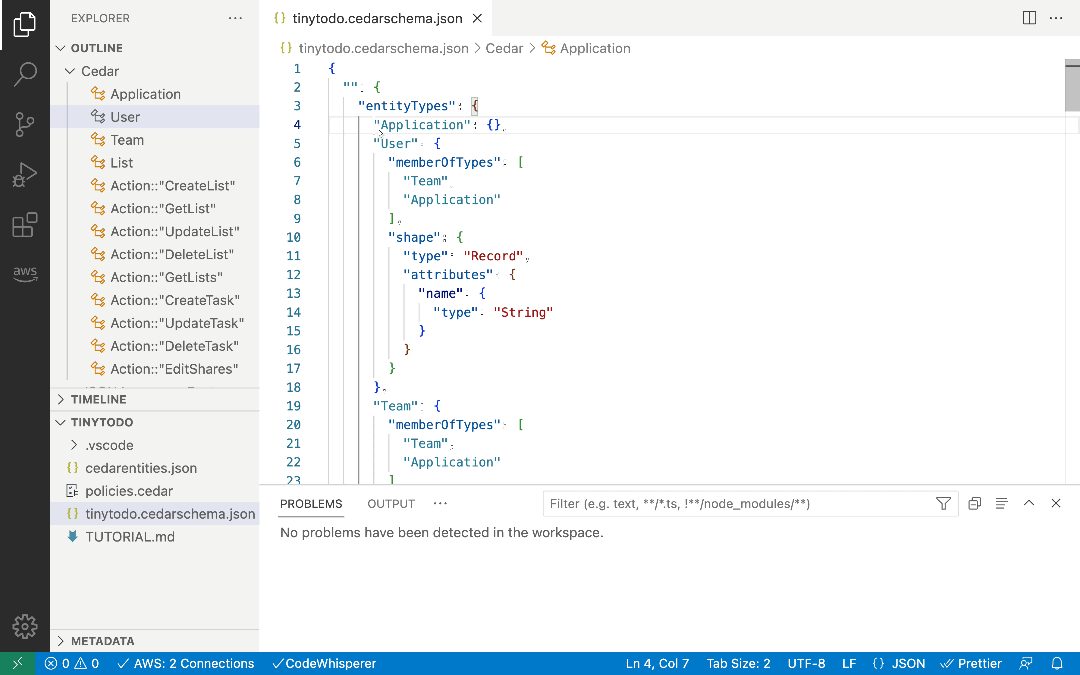 EXPLORER
OUTLINE
Cedar
Application
User
Team
List
Action::"CreateList"
Action::"GetList"
Action::"UpdateList"
Action::"DeleteList"
Action::"GetLists"
Action::"CreateTask"
Action::"UpdateTask"
Action::"DeleteTask"
Action::"EditShares"
TIMELINE
TINYTODO
.vscode
{} cedarentities.json
policies.cedar
{} tinytodo.cedarschema.json
TUTORIAL.md
METADATA
aws
{} tinytodo.cedarschema.json
{} tinytodo.cedarschema.json > Cedar > Application
1 {
2 "": {
3 "entityTypes": {
4 "Application": {},
5 "User": {
6 "memberOfTypes": [
7 "Team",
8 "Application"
9 ],
10 "shape": {
11 "type": "Record",
12 "attributes": {
13 "name": {
14 "type": "String"
15 }
16 }
17 }
18 },
19 "Team": {
20 "memberOfTypes": [
21 "Team",
22 "Application"
23 ]
PROBLEMS OUTPUT ··· Filter (e.g. text, **/*.ts, !**/node_modules/**)
No problems have been detected in the workspace.
0 0 AWS: 2 Connections CodeWhisperer Ln 4, Col 7 Tab Size: 2 UTF-8 LF {} JSON Prettier